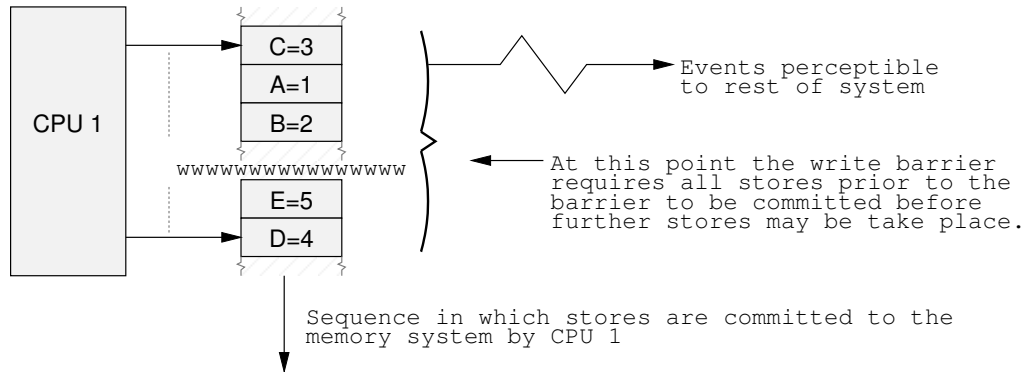 C=3
A=1
B=2
CPU 1
wwwwwwwwwwwwwwww
E=5
D=4
Events perceptible
to rest of system
At this point the write barrier
requires all stores prior to the
barrier to be committed before
further stores may be take place.
Sequence in which stores are committed to the
memory system by CPU 1